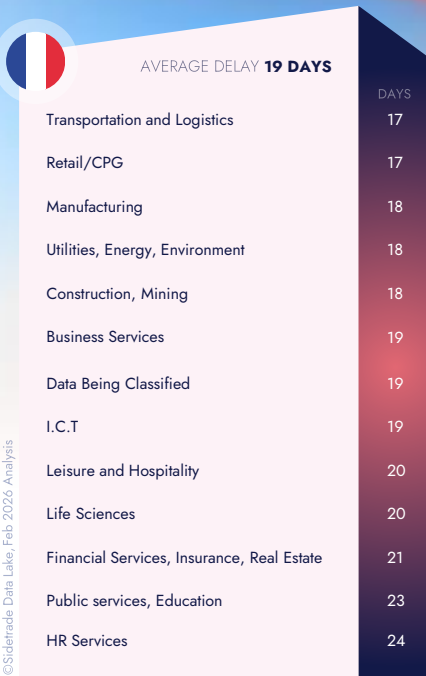 AVERAGE DELAY 19 DAYS
DAYS
Transportation and Logistics 17
Retail/CPG 17
Manufacturing 18
Utilities, Energy, Environment 18
Construction, Mining 18
Business Services 19
Data Being Classified 19
I.C.T 19
Leisure and Hospitality 20
Life Sciences 20
Financial Services, Insurance, Real Estate 21
Public services, Education 23
HR Services 24
©Sidetrade Data Lake, Feb 2026 Analysis